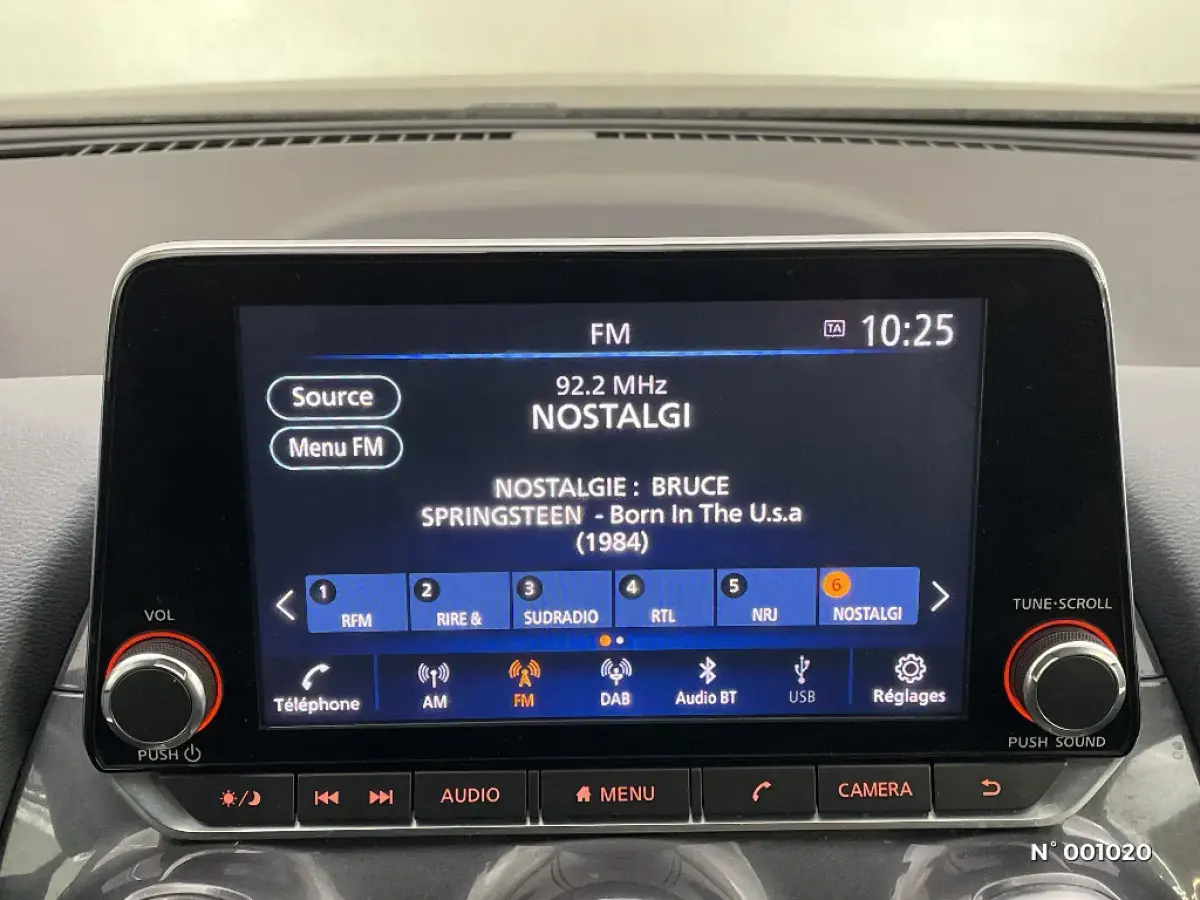 FM
TA 10:25
Source
92.2 MHz
NOSTALGI
Menu FM
NOSTALGIE : BRUCE
SPRINGSTEEN - Born In The U.s.a
(1984)
1 RFM
2 RIRE &
3 SUDRADIO
4 RTL
5 NRJ
6 NOSTALGI
VOL
TUNE·SCROLL
Téléphone
AM
FM
DAB
Audio BT
USB
Réglages
PUSH
PUSH SOUND
AUDIO
MENU
CAMERA
N° 001020